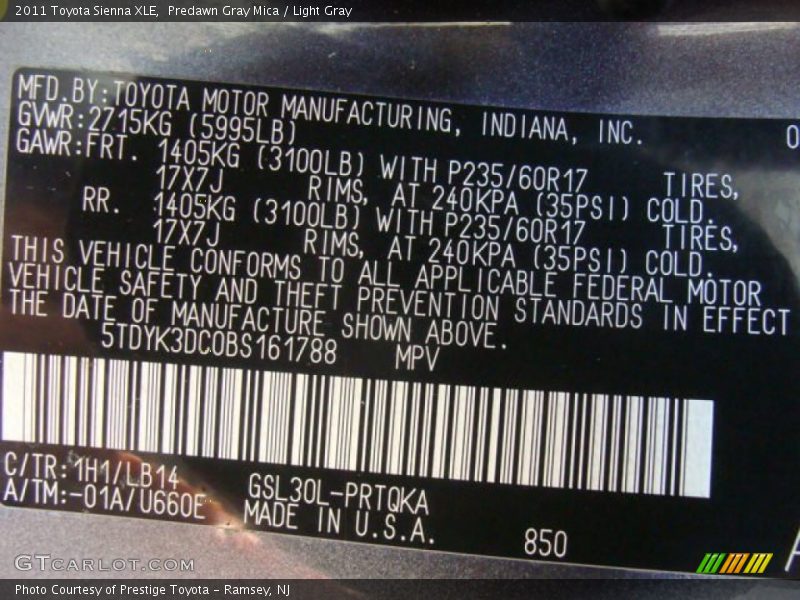 2011 Toyota Sienna XLE,  Predawn Gray Mica / Light Gray
MFD.BY:TOYOTA MOTOR MANUFACTURING, INDIANA, INC.
GVWR:2715KG (5995LB)
GAWR:FRT. 1405KG (3100LB) WITH P235/60R17 TIRES,
17X7J RIMS, AT 240KPA (35PSI) COLD.
RR. 1405KG (3100LB) WITH P235/60R17 TIRES,
17X7J RIMS, AT 240KPA (35PSI) COLD.
THIS VEHICLE CONFORMS TO ALL APPLICABLE FEDERAL MOTOR
VEHICLE SAFETY AND THEFT PREVENTION STANDARDS IN EFFECT
THE DATE OF MANUFACTURE SHOWN ABOVE.
5TDYK3DC0BS161788 MPV
C/TR:1H1/LB14
A/TM:-01A/U660E
GSL30L-PRTQKA
MADE IN U.S.A.
850
GTCARLOT.COM
Photo Courtesy of Prestige Toyota - Ramsey, NJ